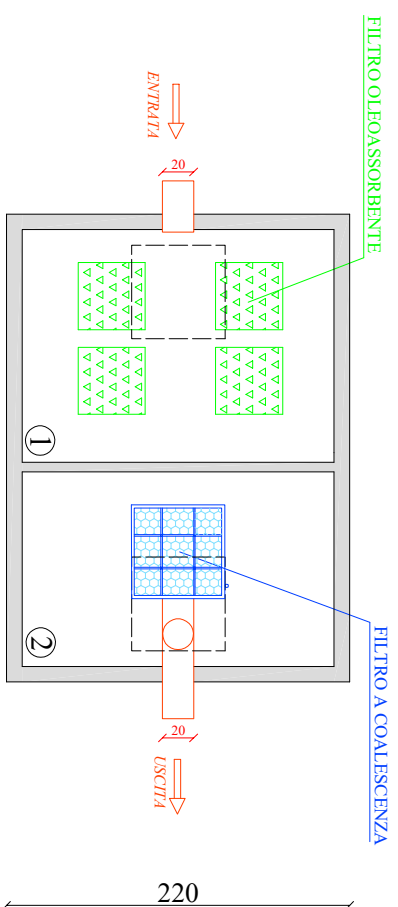 FILTRO OLEOASSORBENTE
ENTRATA
20
1
2
FILTRO A COALESCENZA
20
USCITA
220